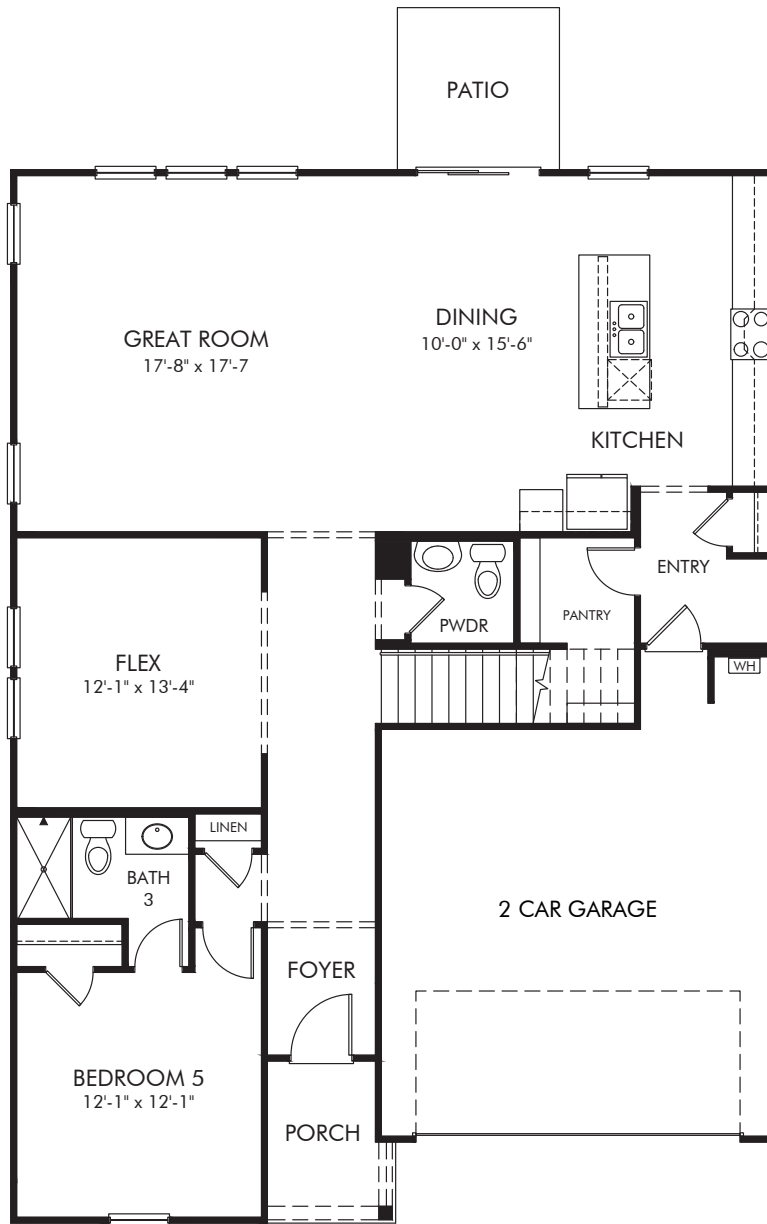 PATIO
GREAT ROOM
17'-8" x 17'-7
DINING
10'-0" x 15'-6"
KITCHEN
ENTRY
PWDR
PANTRY
WH
FLEX
12'-1" x 13'-4"
LINEN
BATH
3
2 CAR GARAGE
FOYER
BEDROOM 5
12'-1" x 12'-1"
PORCH